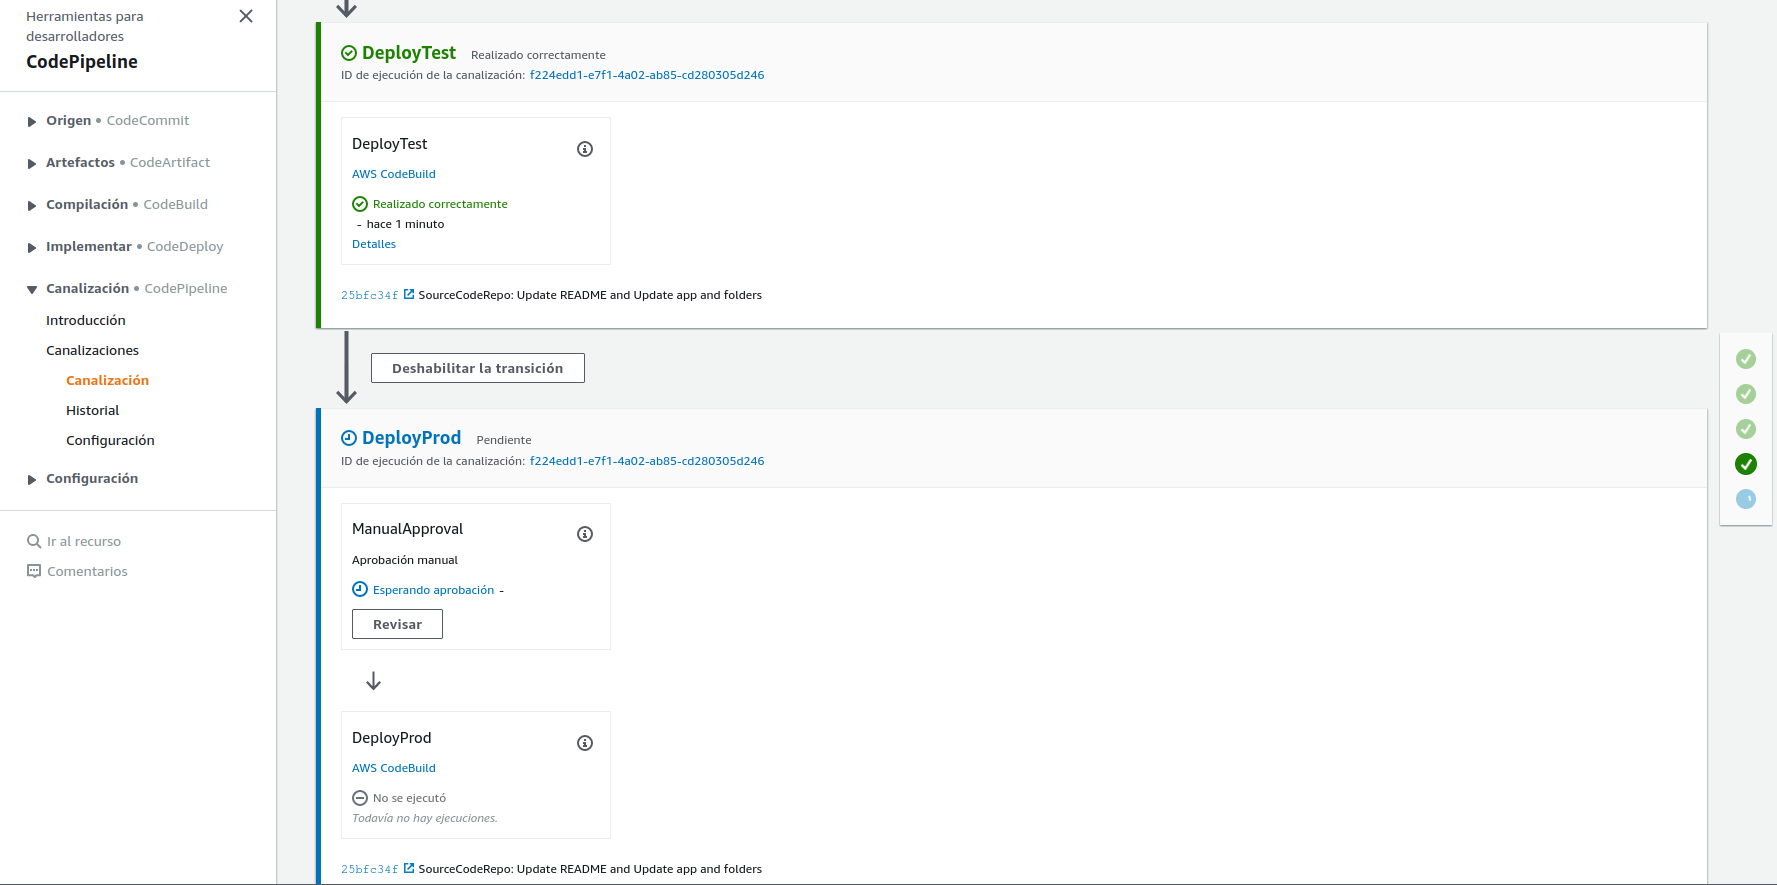 Herramientas para
desarrolladores
CodePipeline
Origen • CodeCommit
Artefactos • CodeArtifact
Compilación • CodeBuild
Implementar • CodeDeploy
Canalización • CodePipeline
Introducción
Canalizaciones
Canalización
Historial
Configuración
Configuración
Ir al recurso
Comentarios
DeployTest Realizado correctamente
ID de ejecución de la canalización: f224edd1-e7f1-4a02-ab85-cd280305d246
DeployTest
AWS CodeBuild
Realizado correctamente
- hace 1 minuto
Detalles
25bfc34f SourceCodeRepo: Update README and Update app and folders
Deshabilitar la transición
DeployProd Pendiente
ID de ejecución de la canalización: f224edd1-e7f1-4a02-ab85-cd280305d246
ManualApproval
Aprobación manual
Esperando aprobación -
Revisar
DeployProd
AWS CodeBuild
No se ejecutó
Todavía no hay ejecuciones.
25bfc34f SourceCodeRepo: Update README and Update app and folders